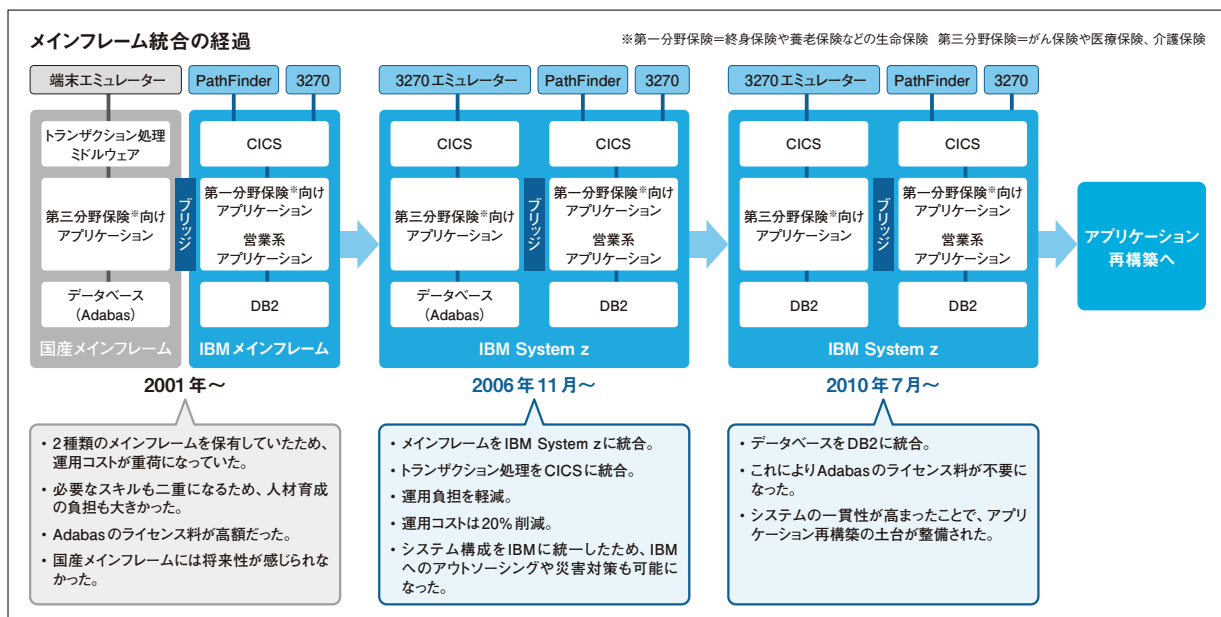 メインフレーム統合の経過
※第一分野保険=終身保険や養老保険などの生命保険 第三分野保険=がん保険や医療保険、介護保険
端末エミュレーター
PathFinder
3270
トランザクション処理
ミドルウェア
CICS
第三分野保険※向け
アプリケーション
ブリッジ
第一分野保険※向け
アプリケーション
営業系
アプリケーション
データベース
(Adabas)
DB2
国産メインフレーム
IBMメインフレーム
2001年~
3270エミュレーター
PathFinder
3270
CICS
CICS
第三分野保険※向け
アプリケーション
ブリッジ
第一分野保険※向け
アプリケーション
営業系
アプリケーション
データベース
(Adabas)
DB2
IBM System z
2006年11月~
3270エミュレーター
PathFinder
3270
CICS
CICS
第三分野保険※向け
アプリケーション
ブリッジ
第一分野保険※向け
アプリケーション
営業系
アプリケーション
DB2
DB2
IBM System z
2010年7月~
アプリケーション
再構築へ
・2種類のメインフレームを保有していたため、
運用コストが重荷になっていた。
・必要なスキルも二重になるため、人材育成
の負担も大きかった。
・Adabasのライセンス料が高額だった。
・国産メインフレームには将来性が感じられな
かった。
・メインフレームをIBM System zに統合。
・トランザクション処理をCICSに統合。
・運用負担を軽減。
・運用コストは20%削減。
・システム構成をIBMに統一したため、IBM
へのアウトソーシングや災害対策も可能に
なった。
・データベースをDB2に統合。
・これによりAdabasのライセンス料が不要に
なった。
・システムの一貫性が高まったことで、アプリ
ケーション再構築の土台が整備された。